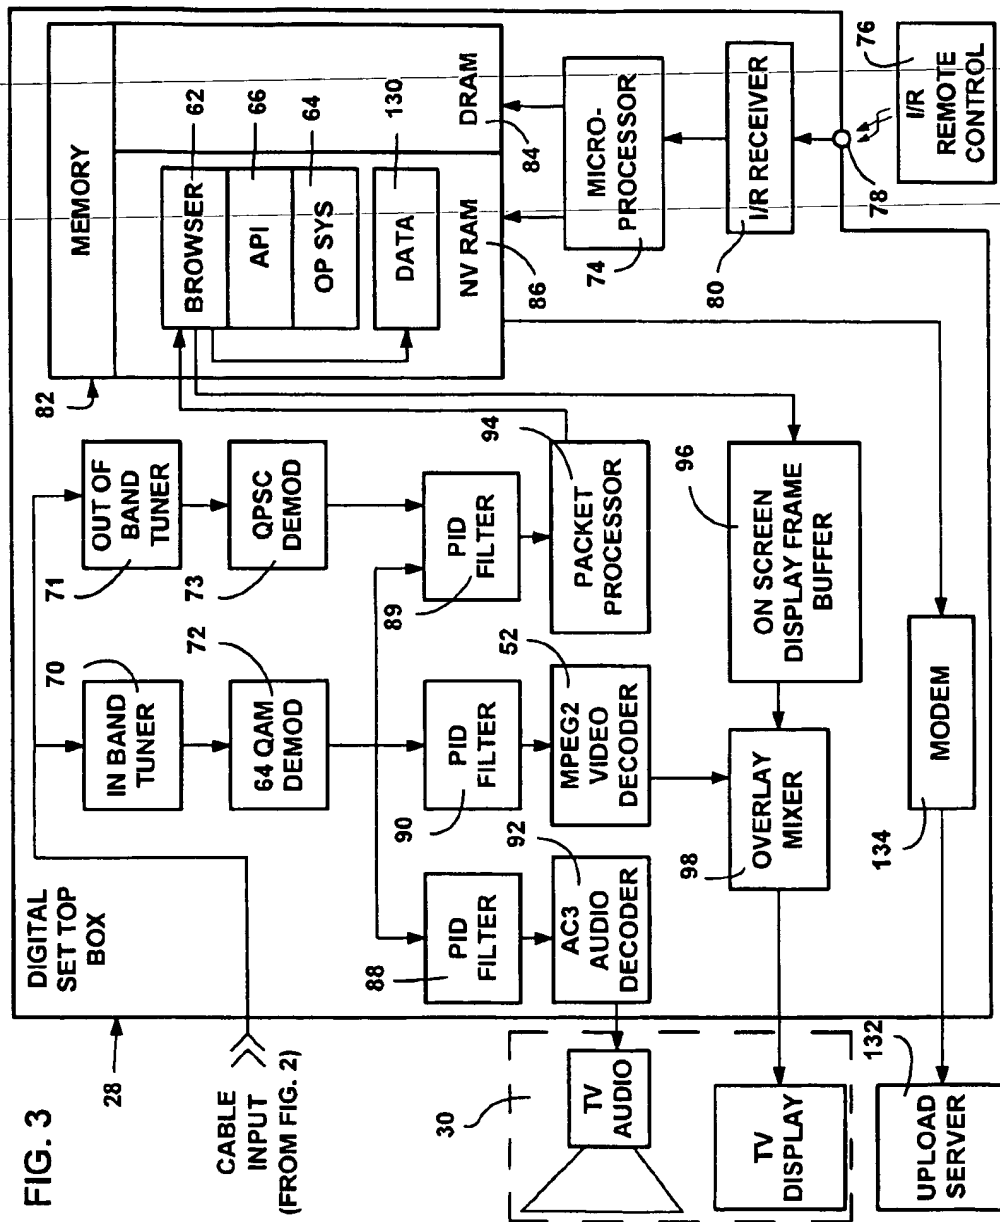 FIG. 3
28
CABLE
INPUT
(FROM FIG. 2)
DIGITAL
SET TOP
BOX
70
IN BAND
TUNER
72
64 QAM
DEMOD
71
OUT OF
BAND
TUNER
73
QPSC
DEMOD
88
PID
FILTER
90
PID
FILTER
89
PID
FILTER
92
AC3
AUDIO
DECODER
52
MPEG2
VIDEO
DECODER
94
PACKET
PROCESSOR
30
TV
AUDIO
TV
DISPLAY
98
OVERLAY
MIXER
96
ON SCREEN
DISPLAY FRAME
BUFFER
132
UPLOAD
SERVER
134
MODEM
82
MEMORY
62
BROWSER
66
API
64
OP SYS
130
DATA
NV RAM
86
DRAM
84
MICRO-
PROCESSOR
74
I/R RECEIVER
80
78
76
I/R
REMOTE
CONTROL